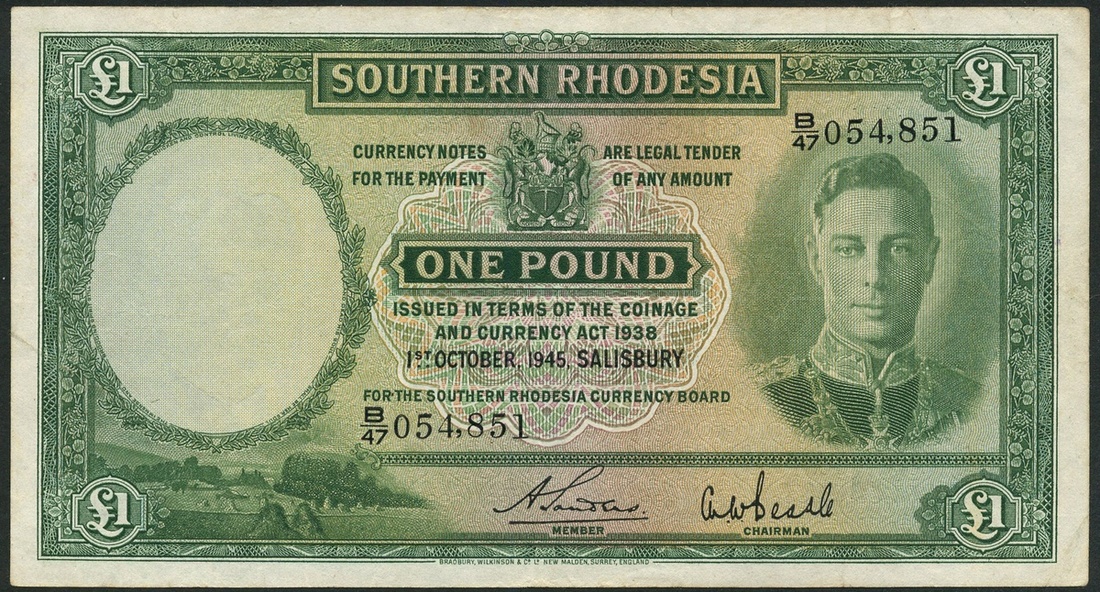 £1 SOUTHERN RHODESIA £1
B/47 054,851
CURRENCY NOTES ARE LEGAL TENDER
FOR THE PAYMENT OF ANY AMOUNT
ONE POUND
ISSUED IN TERMS OF THE COINAGE
AND CURRENCY ACT 1938
1ST OCTOBER, 1945, SALISBURY
FOR THE SOUTHERN RHODESIA CURRENCY BOARD
B/47 054,851
£1 £1
MEMBER CHAIRMAN
BRADBURY, WILKINSON & Co. Ld. NEW MALDEN, SURREY, ENGLAND